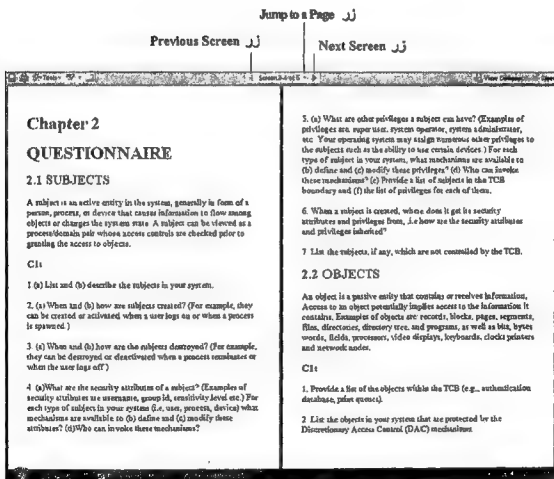 Jump to a Page زر
Previous Screen زر
Next Screen زر
Tools
Screen 3-4 of 5
Chapter 2
QUESTIONNAIRE
2.1 SUBJECTS
A subject is an active entity in the system, generally in form of a
person, process, or device that causes information to flow among
objects or changes the system state. A subject can be viewed as a
process/domain pair whose access controls are checked prior to
granting the access to objects.
C1:
1 (a) List and (b) describe the subjects in your system.
2. (a) When and (b) how are subjects created? (For example, they
can be created or activated when a user logs on or when a process
is spawned.)
3 (a) When and (b) how are the subjects destroyed? (For example,
they can be destroyed or deactivated when a process terminates or
when the user logs off)
4 (a)What are the security attributes of a subject? (Examples of
security attributes are username, group id, sensitivity level etc.) For
each type of subject in your system (i.e, user, process, device) what
mechanisms are available to (b) define and (c) modify these
attributes? (d)Who can invoke these mechanisms?
5. (a) What are other privileges a subject can have? (Examples of
privileges are. super user, system operator, system administrator,
etc Your operating system may assign numerous other privileges to
the subjects such as the ability to use certain devices.) For each
type of subject in your system, what mechanisms are available to
(b) define and (c) modify these privileges? (d) Who can invoke
these mechanisms? (e) Provide a list of subjects in the TCB
boundary and (f) the list of privileges for each of them.
6. When a subject is created, where does it get its security
attributes and privileges from, i.e how are the security attributes
and privileges inherited?
7 List the subjects, if any, which are not controlled by the TCB.
2.2 OBJECTS
An object is a passive entity that contains or receives information,
Access to an object potentially implies access to the information it
contains. Examples of objects are: records, blocks, pages, segments,
files, directories, directory tree, and programs, as well as bits, bytes
words, fields, processors, video displays, keyboards, clocks printers
and network nodes.
C1:
1. Provide a list of the objects within the TCB (e.g., authentication
database, print queues).
2 List the objects in your system that are protected by the
Discretionary Access Control (DAC) mechanisms